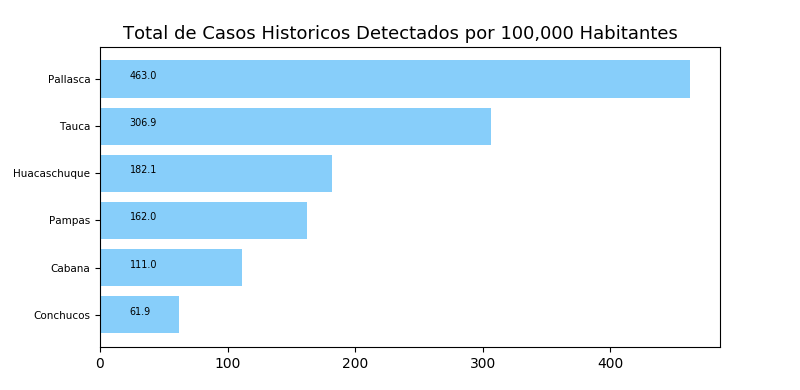 Total de Casos Historicos Detectados por 100,000 Habitantes
Pallasca 463.0
Tauca 306.9
Huacaschuque 182.1
Pampas 162.0
Cabana 111.0
Conchucos 61.9
0 100 200 300 400